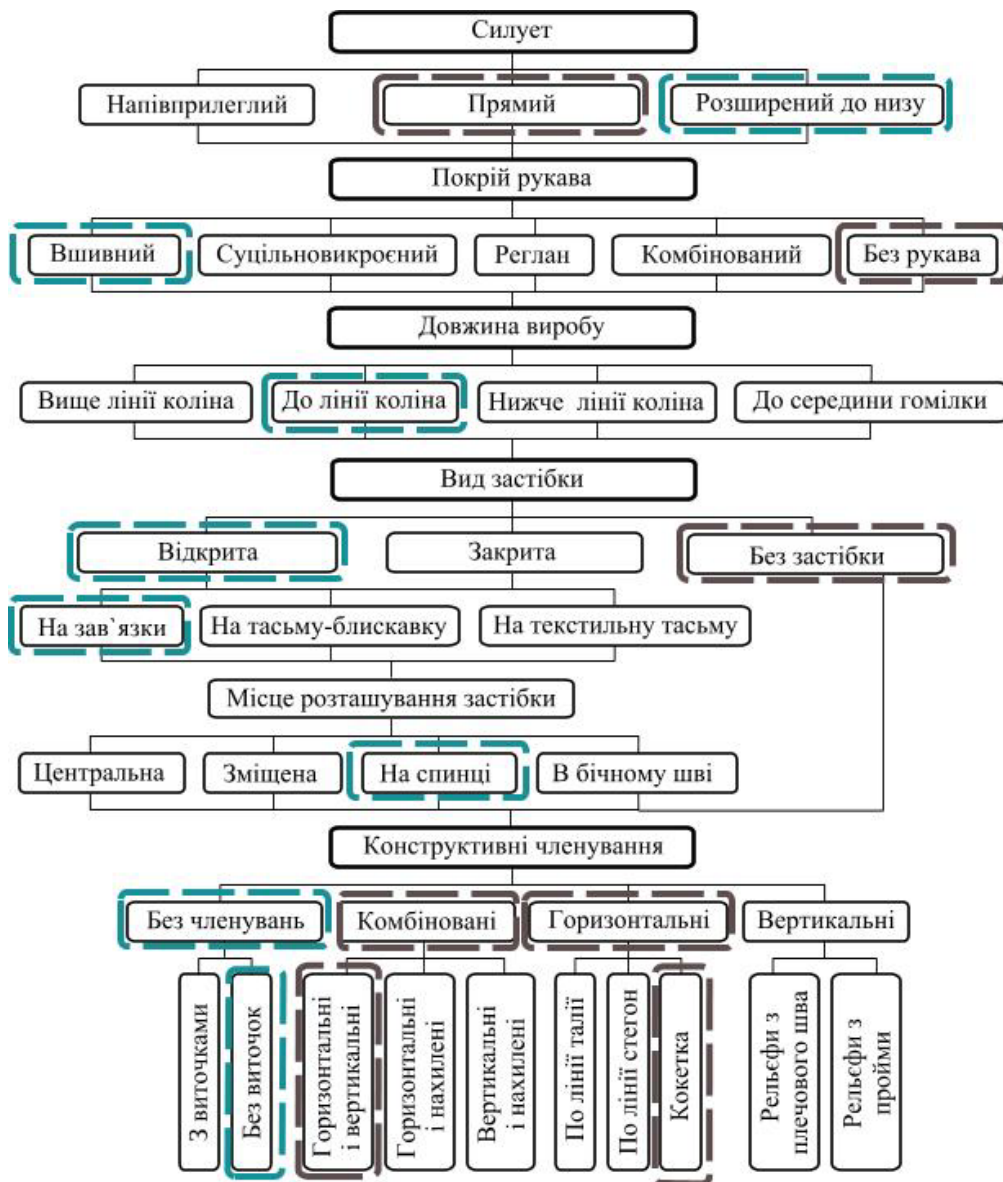 Силует
Напівприлеглий
Прямий
Розширений до низу
Покрій рукава
Вшивний
Суцільновикроєний
Реглан
Комбінований
Без рукава
Довжина виробу
Вище лінії коліна
До лінії коліна
Нижче лінії коліна
До середини гомілки
Вид застібки
Відкрита
Закрита
Без застібки
На зав`язки
На тасьму-блискавку
На текстильну тасьму
Місце розташування застібки
Центральна
Зміщена
На спинці
В бічному шві
Конструктивні членування
Без членувань
Комбіновані
Горизонтальні
Вертикальні
З виточками
Без виточок
Горизонтальні
і вертикальні
Горизонтальні
і нахилені
Вертикальні
і нахилені
По лінії талії
По лінії стегон
Кокетка
Рельєфи з
плечового шва
Рельєфи з
пройми